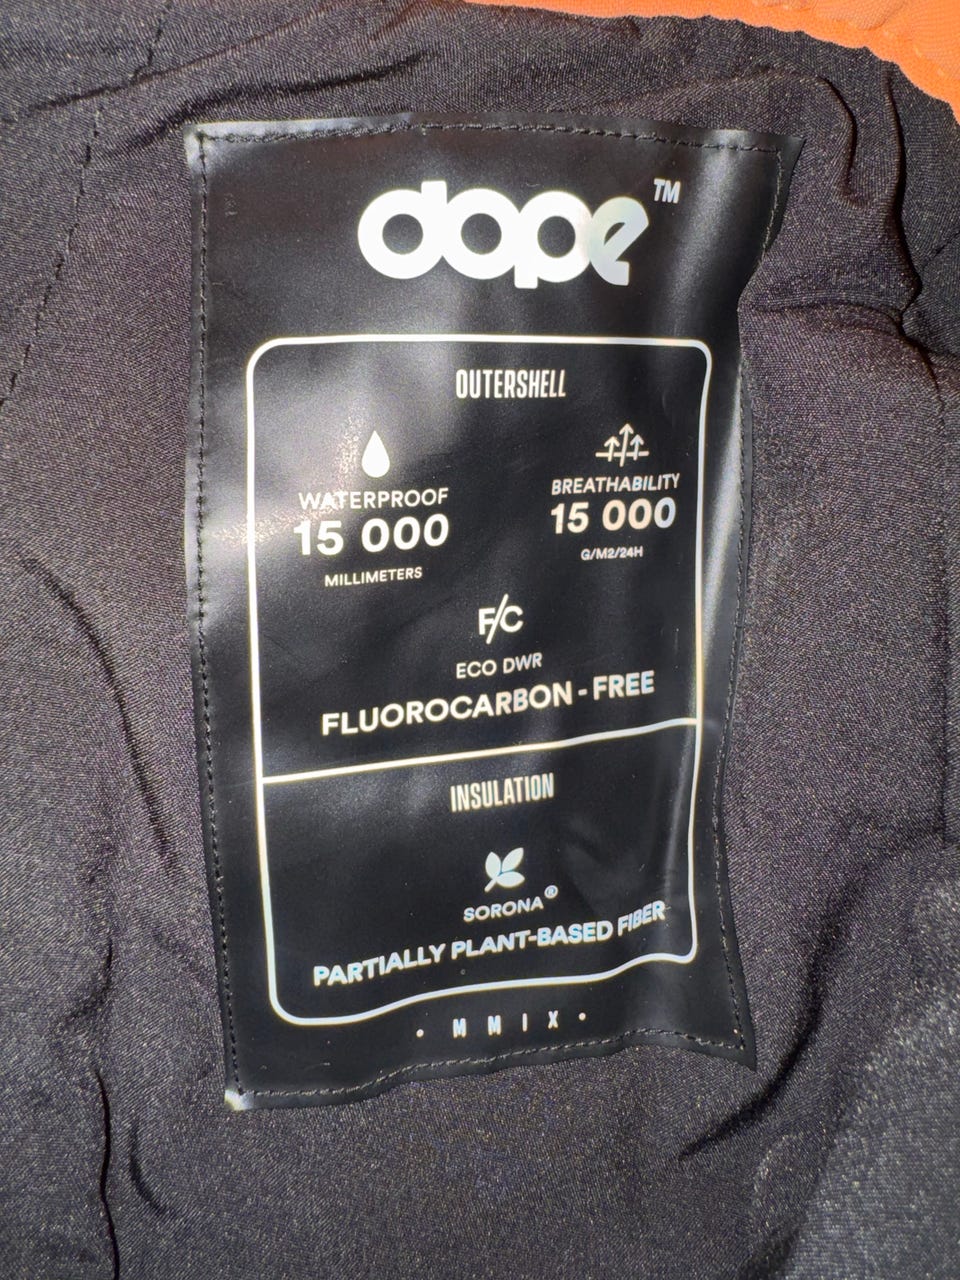 dope™
OUTERSHELL
WATERPROOF
15 000
MILLIMETERS
BREATHABILITY
15 000
G/M2/24H
F/C
ECO DWR
FLUOROCARBON - FREE
INSULATION
SORONA®
PARTIALLY PLANT-BASED FIBER
• M M I X •